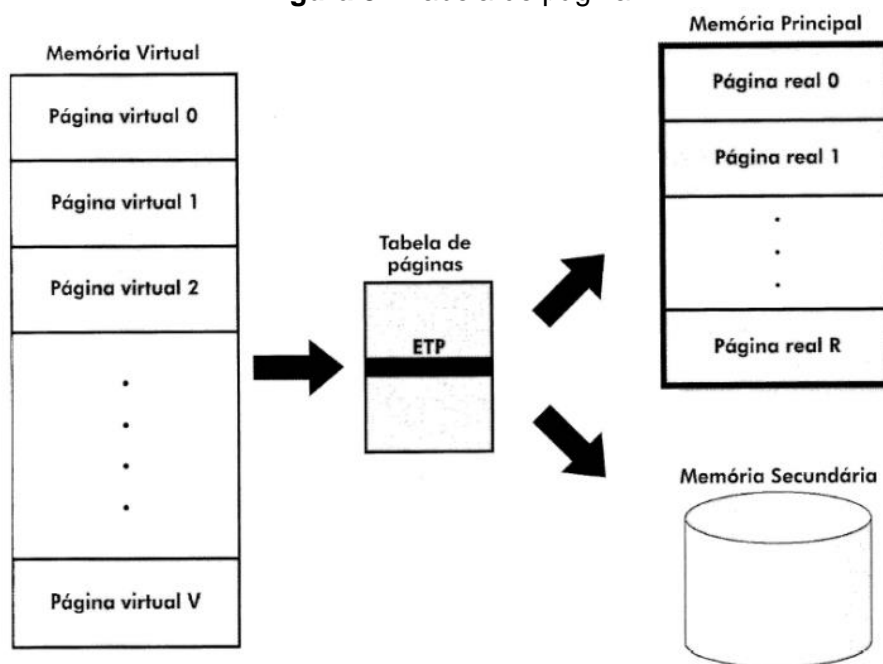 Memória Virtual
Página virtual 0
Página virtual 1
Página virtual 2
Página virtual V
Tabela de
páginas
ETP
Memória Principal
Página real 0
Página real 1
Página real R
Memória Secundária